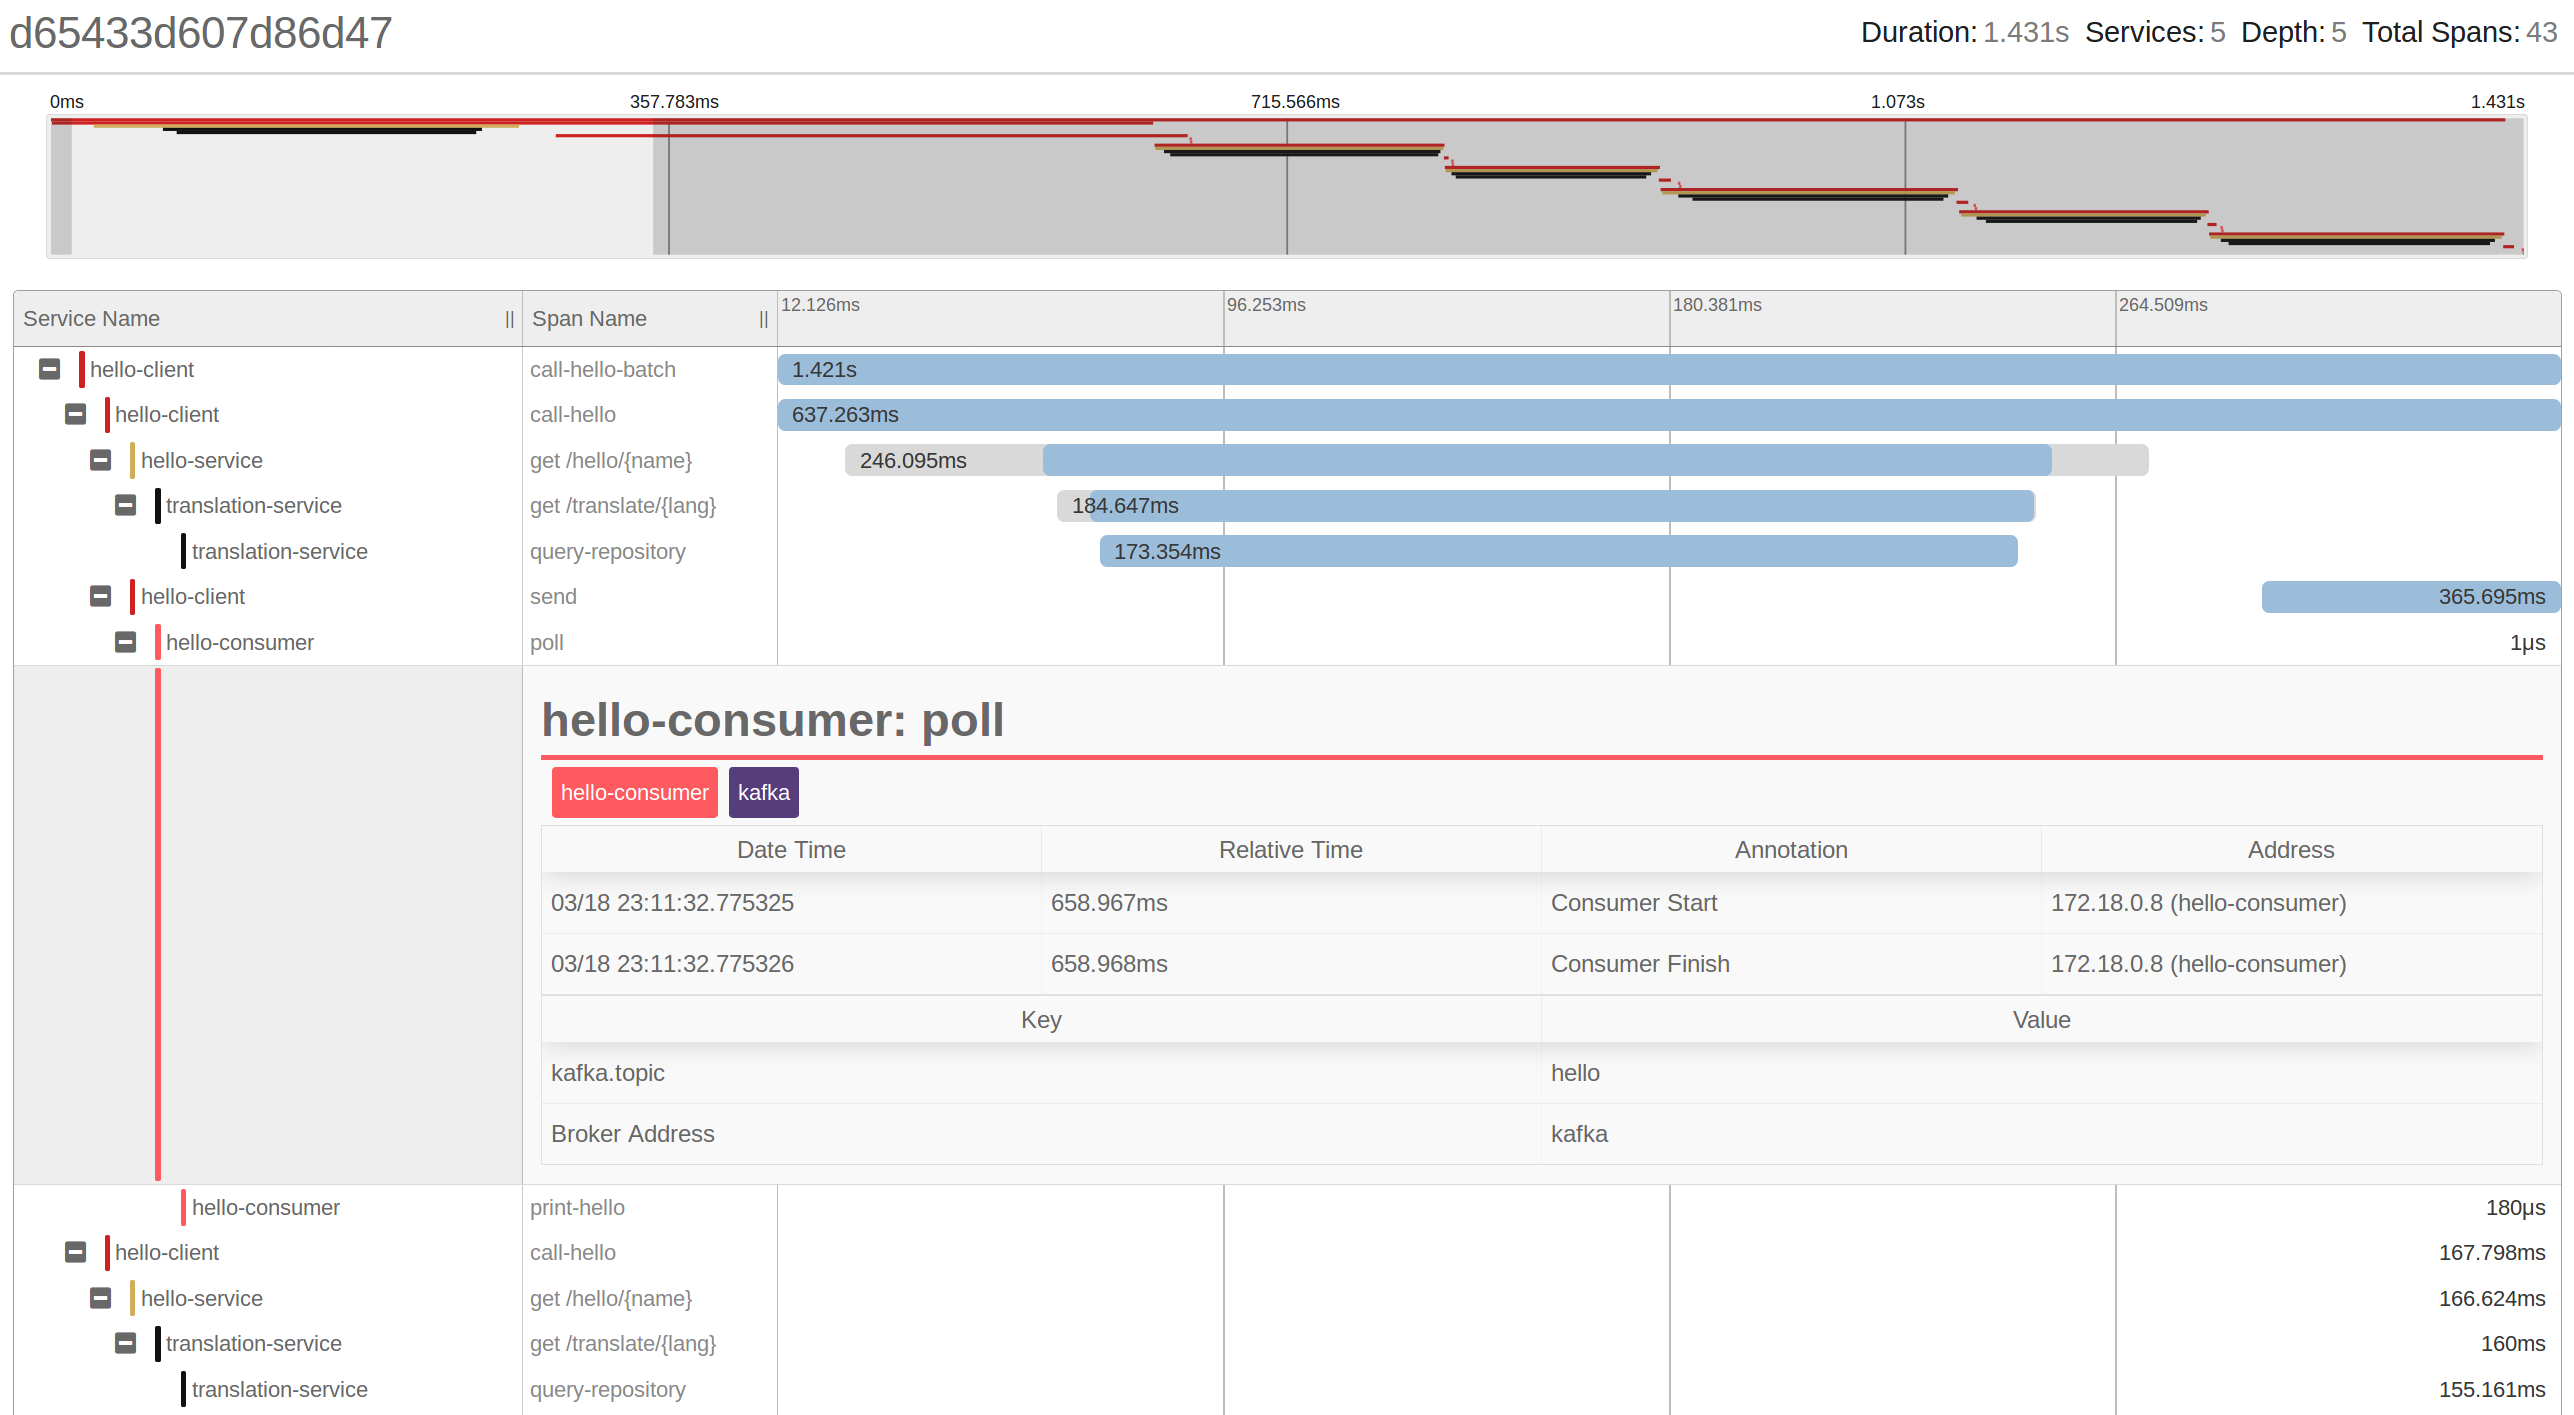 d65433d607d86d47
Duration: 1.431s Services: 5 Depth: 5 Total Spans: 43
0ms 357.783ms 715.566ms 1.073s 1.431s
Service Name || Span Name || 12.126ms 96.253ms 180.381ms 264.509ms
hello-client call-hello-batch 1.421s
hello-client call-hello 637.263ms
hello-service get /hello/{name} 246.095ms
translation-service get /translate/{lang} 184.647ms
translation-service query-repository 173.354ms
hello-client send 365.695ms
hello-consumer poll 1μs
hello-consumer: poll
hello-consumer kafka
Date Time Relative Time Annotation Address
03/18 23:11:32.775325 658.967ms Consumer Start 172.18.0.8 (hello-consumer)
03/18 23:11:32.775326 658.968ms Consumer Finish 172.18.0.8 (hello-consumer)
Key Value
kafka.topic hello
Broker Address kafka
hello-consumer print-hello 180μs
hello-client call-hello 167.798ms
hello-service get /hello/{name} 166.624ms
translation-service get /translate/{lang} 160ms
translation-service query-repository 155.161ms